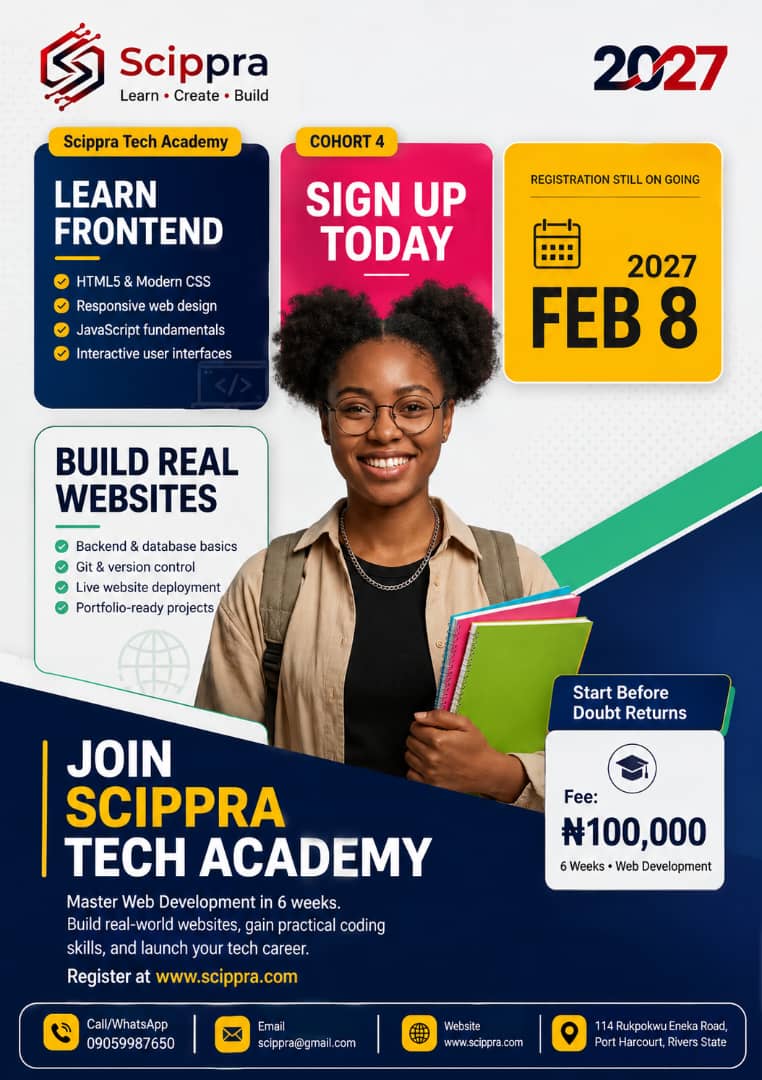 Scippra
Learn • Create • Build
2027
Scippra Tech Academy
LEARN
FRONTEND
HTML5 & Modern CSS
Responsive web design
JavaScript fundamentals
Interactive user interfaces
</>
COHORT 4
SIGN UP
TODAY
REGISTRATION STILL ON GOING
2027
FEB 8
BUILD REAL
WEBSITES
Backend & database basics
Git & version control
Live website deployment
Portfolio-ready projects
Start Before
Doubt Returns
Fee:
₦100,000
6 Weeks • Web Development
JOIN
SCIPPRA
TECH ACADEMY
Master Web Development in 6 weeks.
Build real-world websites, gain practical coding
skills, and launch your tech career.
Register at www.scippra.com
Call/WhatsApp
09059987650
Email
scippra@gmail.com
Website
www.scippra.com
114 Rukpokwu Eneka Road,
Port Harcourt, Rivers State